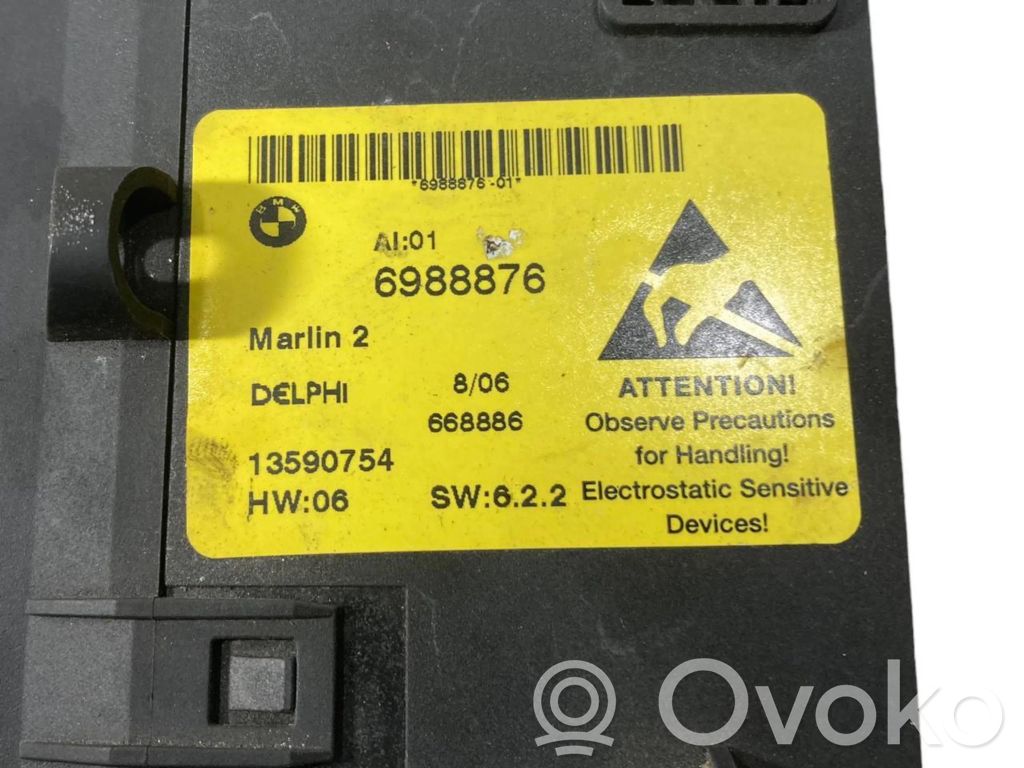 *6988876-01*
BMW
AI:01
6988876
Marlin 2
DELPHI 8/06
668886
13590754
HW:06 SW:6.2.2
ATTENTION!
Observe Precautions
for Handling!
Electrostatic Sensitive
Devices!
Ovoko